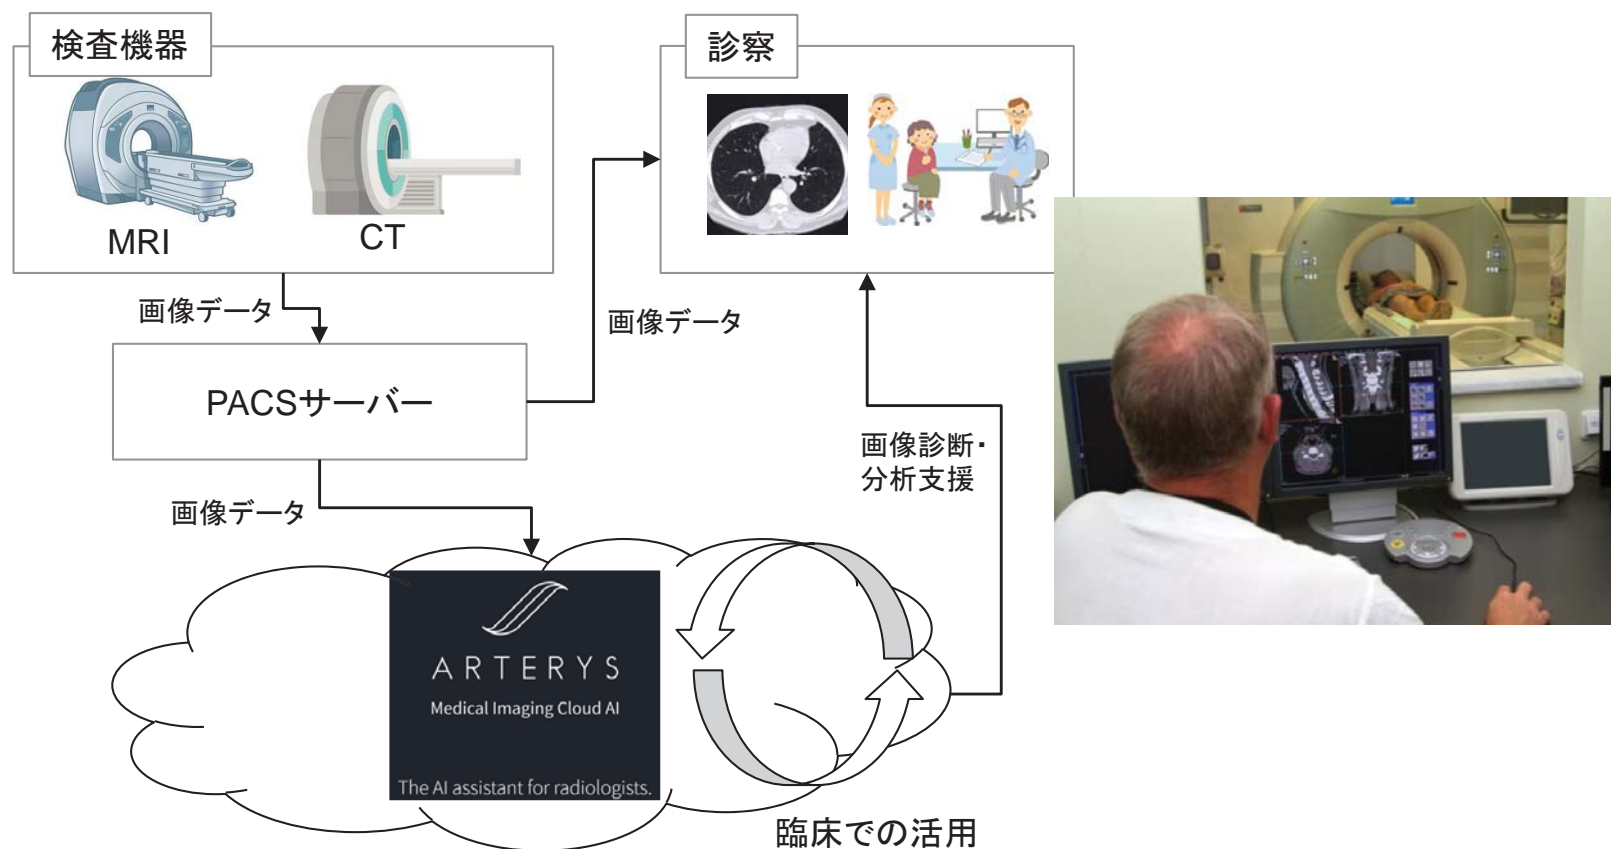 検査機器
MRI
CT
画像データ
PACSサーバー
画像データ
診察
画像データ
画像診断・
分析支援
ARTERYS
Medical Imaging Cloud AI
The AI assistant for radiologists.
臨床での活用